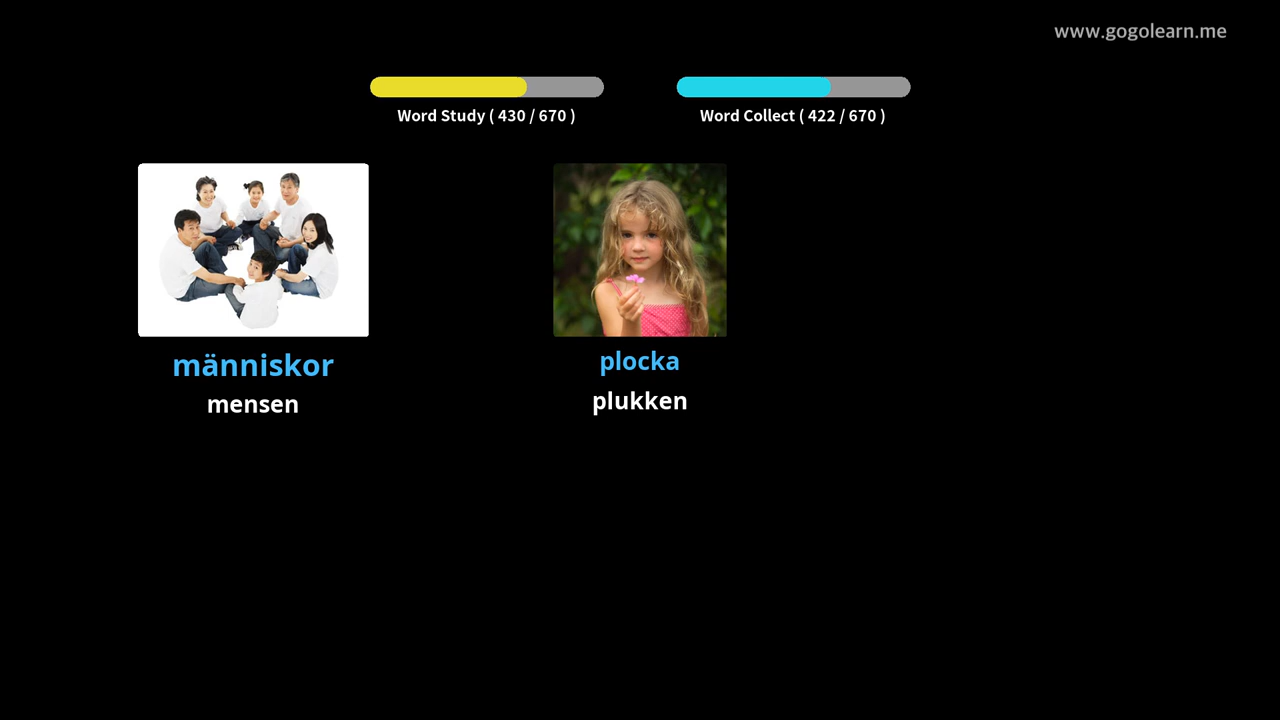 www.gogolearn.me
Word Study ( 430 / 670 )
Word Collect ( 422 / 670 )
människor
mensen
plocka
plukken